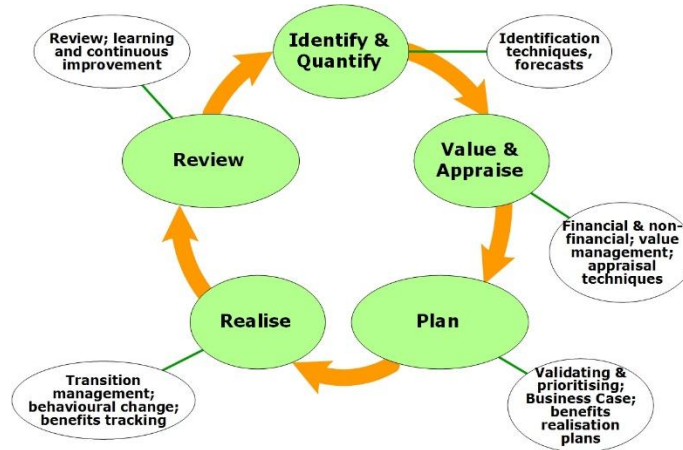 Identify &
Quantify
Identification
techniques,
forecasts
Value &
Appraise
Financial & non-
financial; value
management;
appraisal
techniques
Plan
Validating &
prioritising;
Business Case;
benefits
realisation
plans
Realise
Transition
management;
behavioural change;
benefits tracking
Review
Review; learning
and continuous
improvement